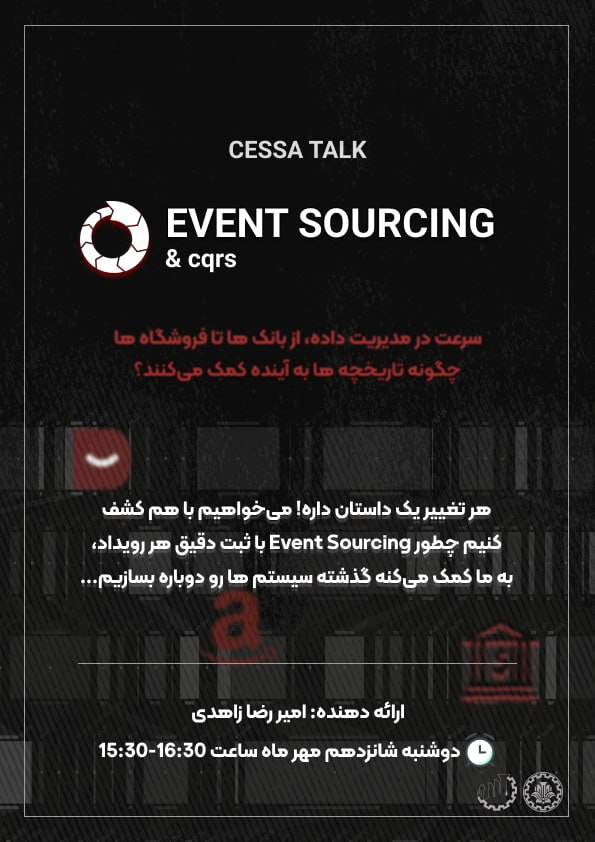 CESSA TALK
EVENT SOURCING
& cqrs
سرعت در مدیریت داده، از بانک ها تا فروشگاه ها
چگونه تاریخچه ها به آینده کمک می‌کنند؟
هر تغییر یک داستان داره! می‌خواهیم با هم کشف
کنیم چطور Event Sourcing با ثبت دقیق هر رویداد،
به ما کمک می‌کنه گذشته سیستم ها رو دوباره بسازیم...
a
ارائه دهنده: امیر رضا زاهدی
دوشنبه شانزدهم مهر ماه ساعت 16:30-15:30